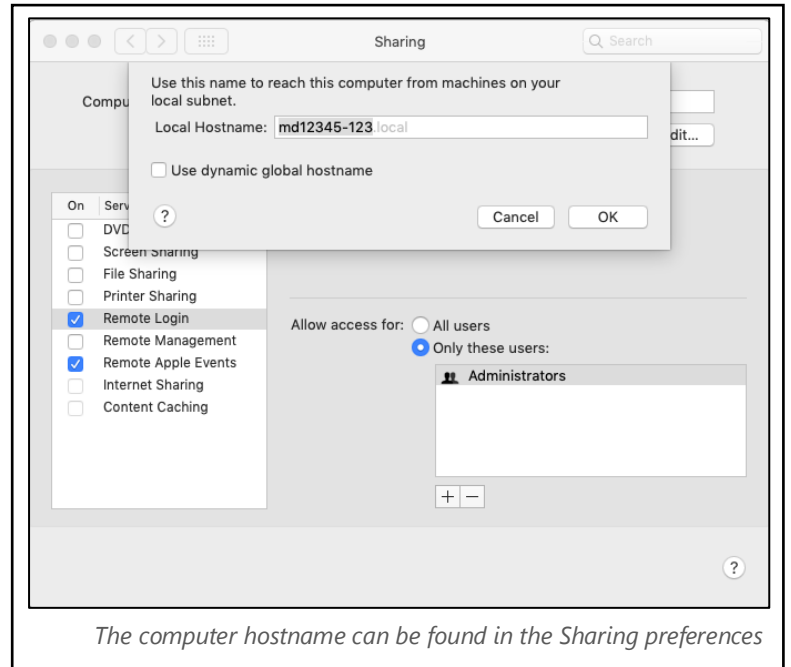 Sharing
Search
Use this name to reach this computer from machines on your
local subnet.
Compu
Local Hostname: md12345-123.local
dit...
Use dynamic global hostname
?
Cancel
OK
On Serv
DVD
Screen Sharing
File Sharing
Printer Sharing
Remote Login
Remote Management
Remote Apple Events
Internet Sharing
Content Caching
Allow access for: All users
Only these users:
Administrators
+ −
?
The computer hostname can be found in the Sharing preferences